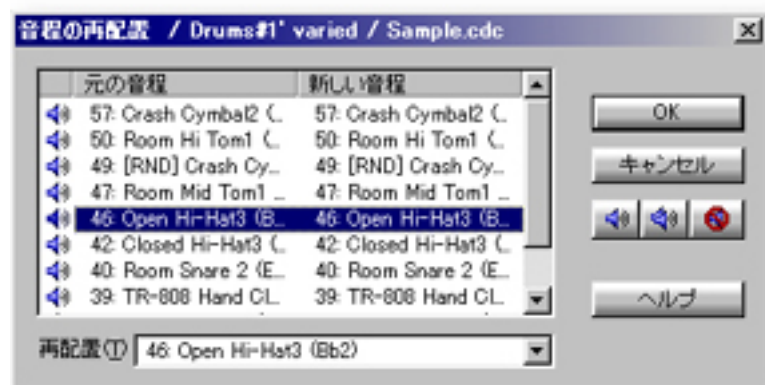 音程の再配置 / Drums#1' varied / Sample.cdc
元の音程 新しい音程
57: Crash Cymbal2 (... 57: Crash Cymbal2 (...
50: Room Hi Tom1 (... 50: Room Hi Tom1 (...
49: [RND] Crash Cy... 49: [RND] Crash Cy...
47: Room Mid Tom1 ... 47: Room Mid Tom1 ...
46: Open Hi-Hat3 (B... 46: Open Hi-Hat3 (B...
42: Closed Hi-Hat3 (... 42: Closed Hi-Hat3 (...
40: Room Snare 2 (E... 40: Room Snare 2 (E...
39: TR-808 Hand CL... 39: TR-808 Hand CL...
再配置(T) 46: Open Hi-Hat3 (Bb2)
OK
キャンセル
ヘルプ